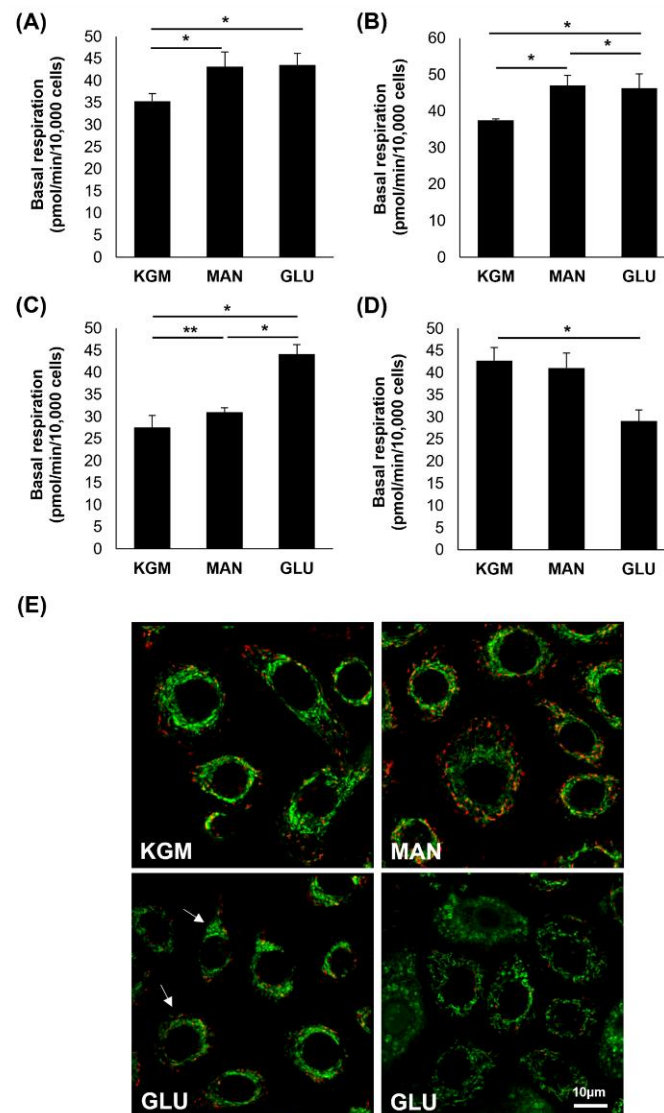 (A)
Basal respiration
(pmol/min/10,000 cells)
50
45
40
35
30
25
20
15
10
5
0
*
*
KGM MAN GLU
(B)
Basal respiration
(pmol/min/10,000 cells)
60
50
40
30
20
10
0
*
*
*
KGM MAN GLU
(C)
Basal respiration
(pmol/min/10,000 cells)
50
45
40
35
30
25
20
15
10
5
0
*
**
*
KGM MAN GLU
(D)
Basal respiration
(pmol/min/10,000 cells)
50
45
40
35
30
25
20
15
10
5
0
*
KGM MAN GLU
(E)
KGM
MAN
GLU
GLU
10µm